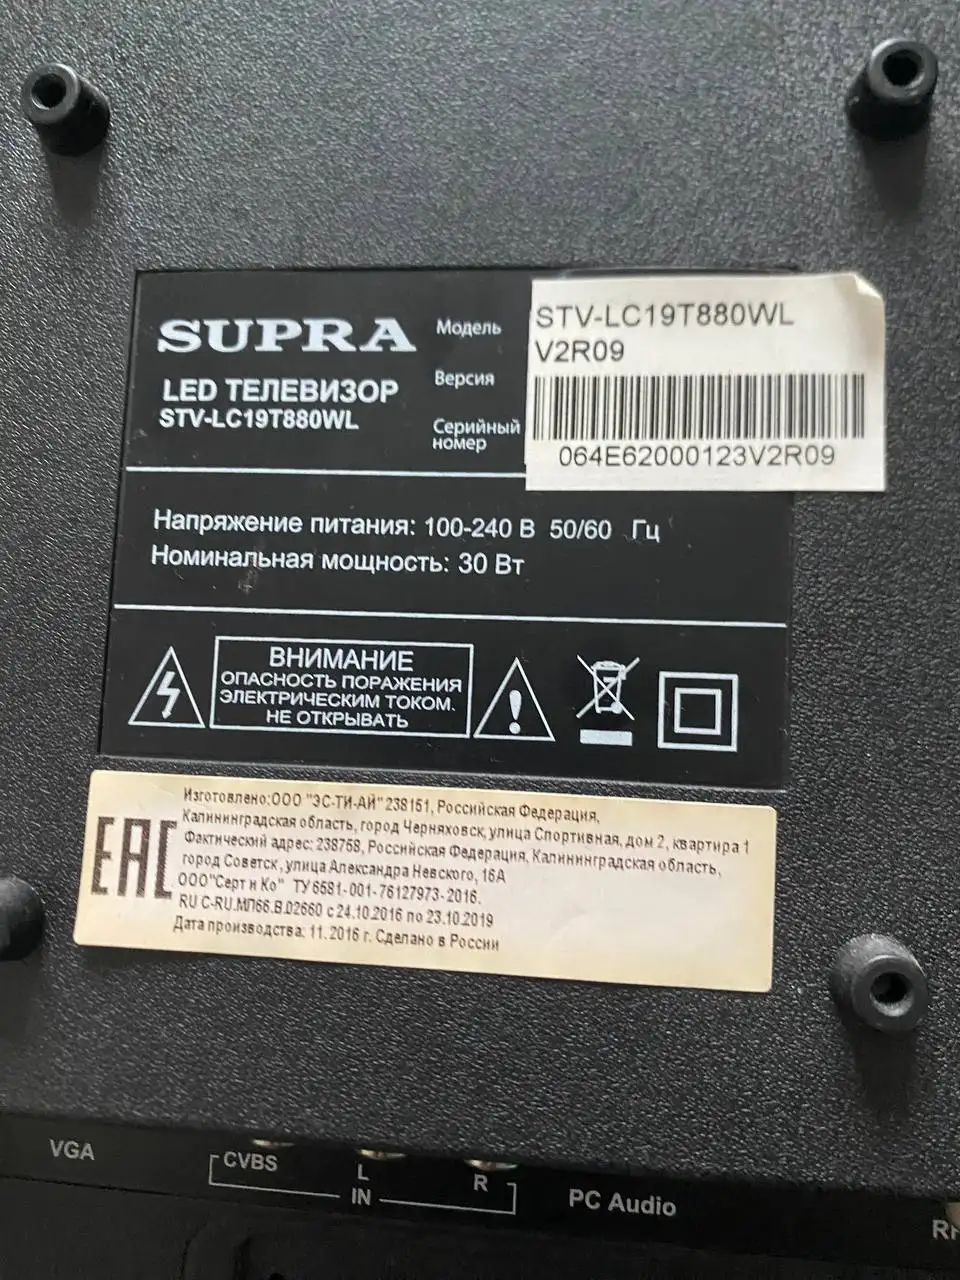 SUPRA
LED ТЕЛЕВИЗОР
STV-LC19T880WL
Модель
Версия
Серийный
номер
STV-LC19T880WL
V2R09
064E62000123V2R09
Напряжение питания: 100-240 В 50/60 Гц
Номинальная мощность: 30 Вт
ВНИМАНИЕ
ОПАСНОСТЬ ПОРАЖЕНИЯ
ЭЛЕКТРИЧЕСКИМ ТОКОМ.
НЕ ОТКРЫВАТЬ
EAC
Изготовлено:ООО "ЭС-ТИ-АЙ" 238151, Российская Федерация,
Калининградская область, город Черняховск, улица Спортивная, дом 2, квартира 1
Фактический адрес: 238758, Российская Федерация, Калининградская область,
город Советск, улица Александра Невского, 16А
ООО"Серт и Ко" ТУ 6581-001-76127973-2016.
RU C-RU.МЛ66.В.02660 с 24.10.2016 по 23.10.2019
Дата производства: 11.2016 г. Сделано в России
VGA
CVBS
L
R
IN
PC Audio